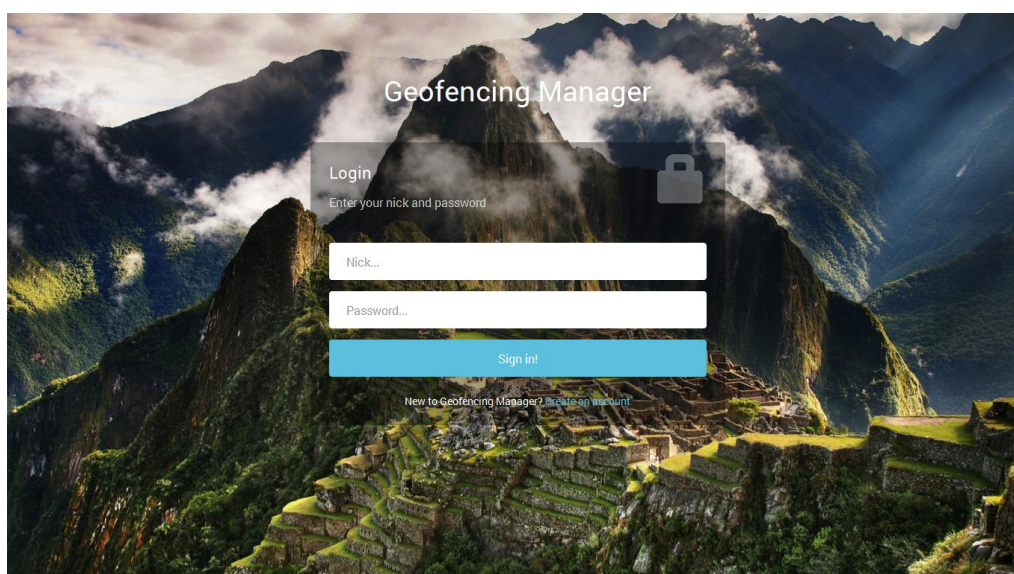 Geofencing Manager
Login
Enter your nick and password
Nick...
Password...
Sign in!
New to Geofencing Manager? Create an account